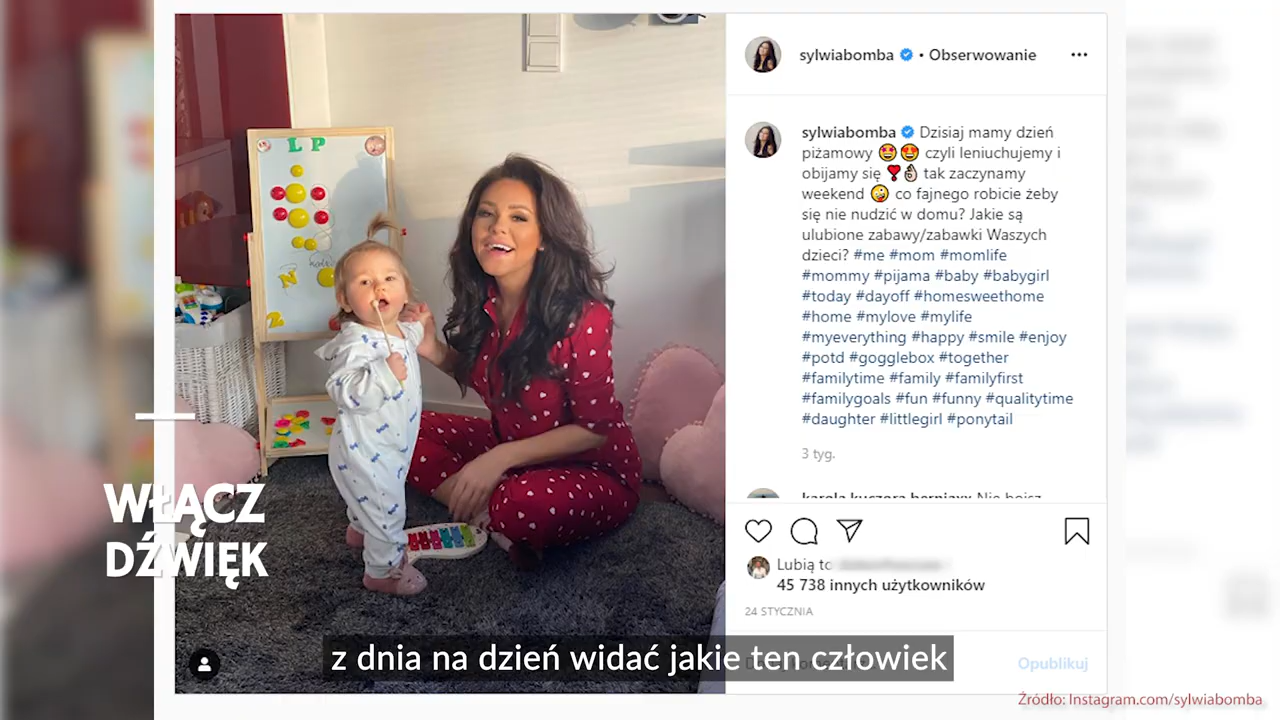 sylwiabomba • Obserwowanie •••
sylwiabomba Dzisiaj mamy dzień
piżamowy 🤩🤩 czyli leniuchujemy i
obijamy się ❣️👌🏻 tak zaczynamy
weekend 🤪 co fajnego robicie żeby
się nie nudzić w domu? Jakie są
ulubione zabawy/zabawki Waszych
dzieci? #me #mom #momlife
#mommy #pijama #baby #babygirl
#today #dayoff #homesweethome
#home #mylove #mylife
#myeverything #happy #smile #enjoy
#potd #gogglebox #together
#familytime #family #familyfirst
#familygoals #fun #funny #qualitytime
#daughter #littlegirl #ponytail
3 tyg.
Lubią to
45 738 innych użytkowników
24 STYCZNIA
Opublikuj
L P
N
Z
WŁĄCZ
DŹWIĘK
z dnia na dzień widać jakie ten człowiek
Źródło: Instagram.com/sylwiabomba